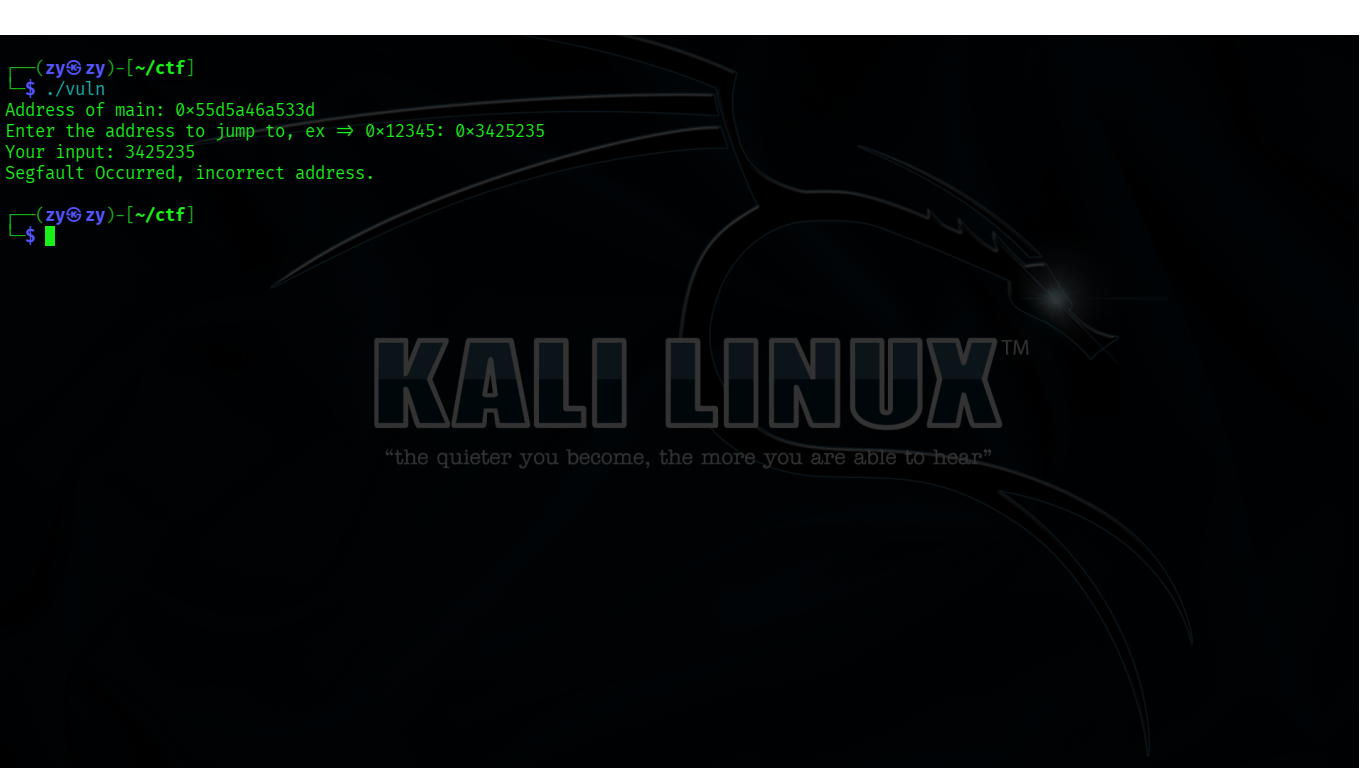 ┌──(zy㉿zy)-[~/ctf]
└─$ ./vuln
Address of main: 0×55d5a46a533d
Enter the address to jump to, ex ⇒ 0×12345: 0×3425235
Your input: 3425235
Segfault Occurred, incorrect address.
┌──(zy㉿zy)-[~/ctf]
└─$
KALI LINUX™
“the quieter you become, the more you are able to hear”